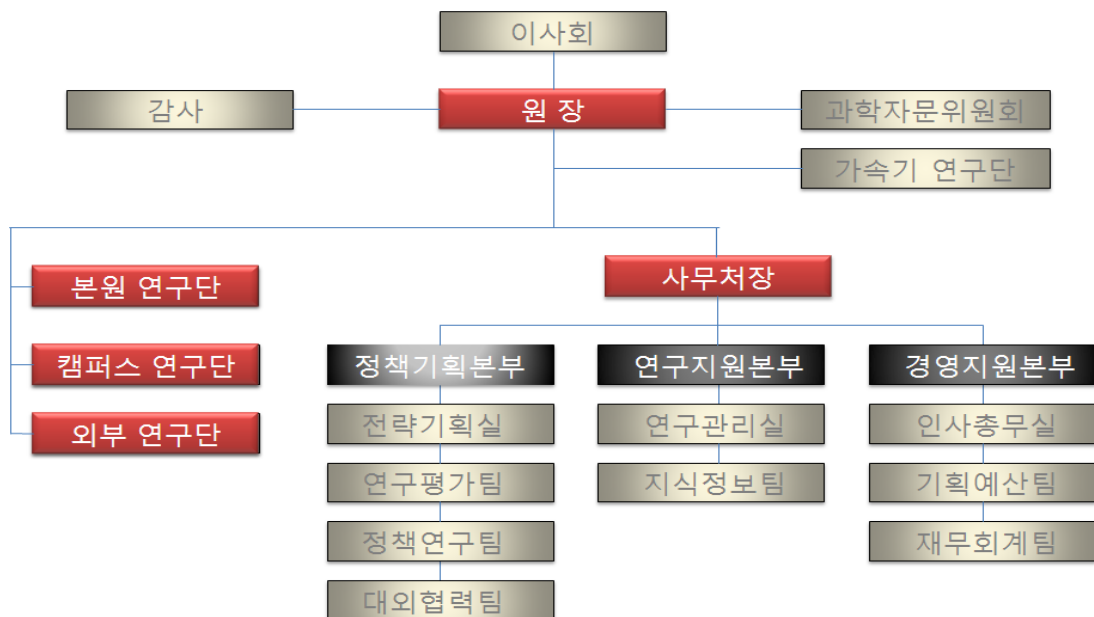 이사회
감사
원 장
과학자문위원회
가속기 연구단
본원 연구단
사무처장
캠퍼스 연구단
외부 연구단
정책기획본부
연구지원본부
경영지원본부
전략기획실
연구관리실
인사총무실
연구평가팀
지식정보팀
기획예산팀
정책연구팀
재무회계팀
대외협력팀